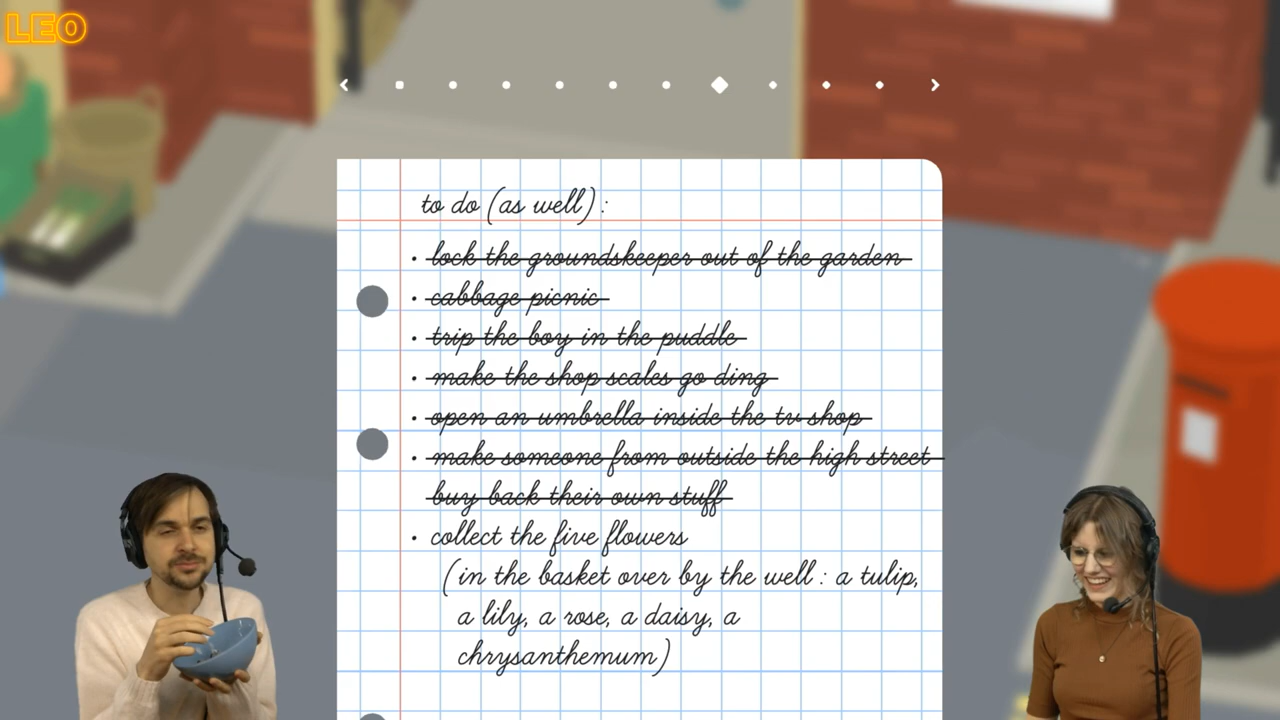 LEO
to do (as well) :
• lock the groundskeeper out of the garden
• cabbage picnic
• trip the boy in the puddle
• make the shop scales go ding
• open an umbrella inside the tv shop
• make someone from outside the high street
buy back their own stuff
• collect the five flowers
(in the basket over by the well : a tulip,
a lily, a rose, a daisy, a
chrysanthemum)